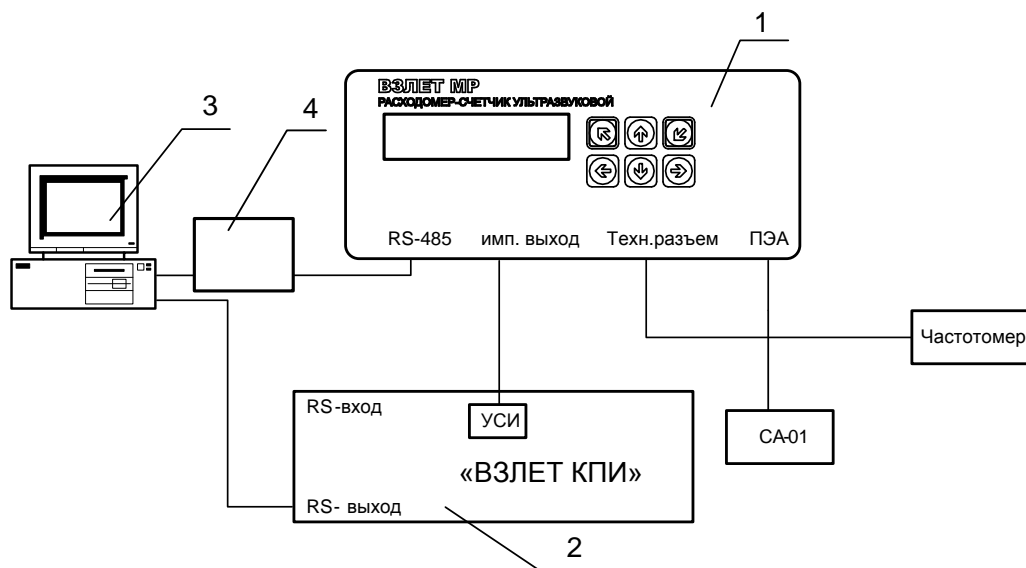 1
ВЗЛЕТ МР
РАСХОДОМЕР-СЧЕТЧИК УЛЬТРАЗВУКОВОЙ
3
4
RS-485 имп. выход Техн.разъем ПЭА
Частотомер
RS-вход
УСИ
СА-01
«ВЗЛЕТ КПИ»
RS- выход
2